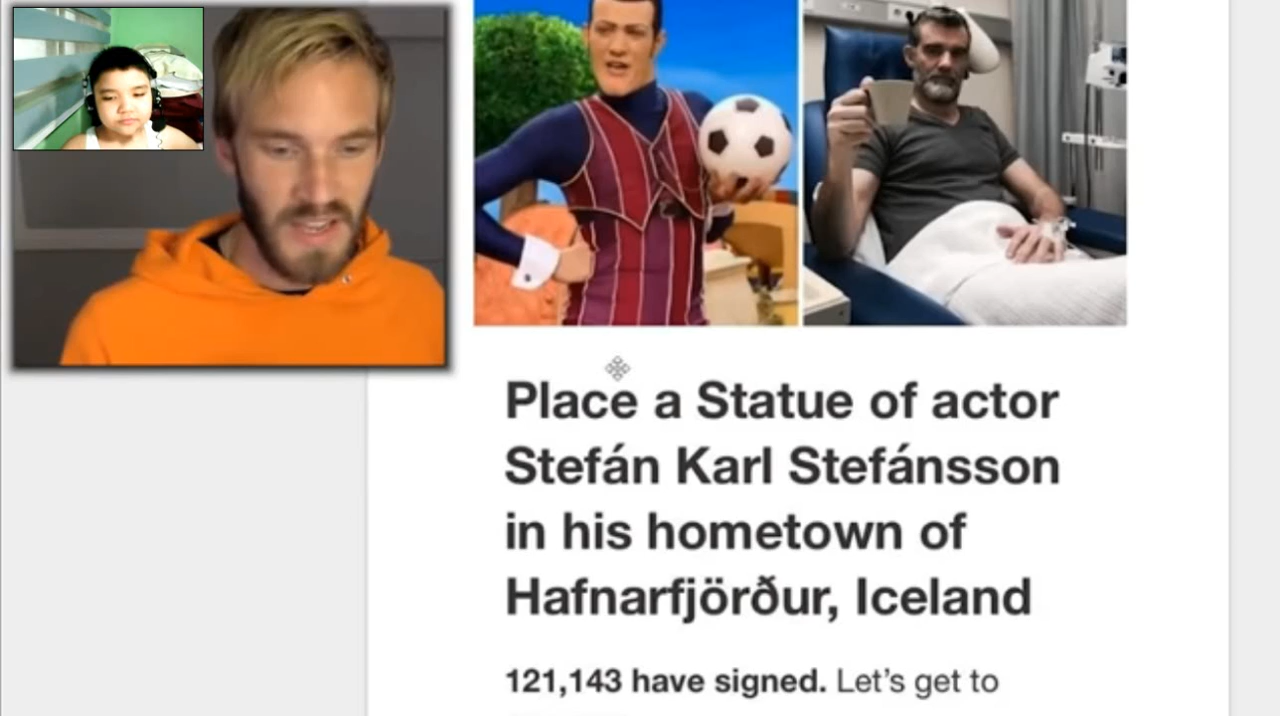 Place a Statue of actor
Stefán Karl Stefánsson
in his hometown of
Hafnarfjörður, Iceland
121,143 have signed. Let's get to